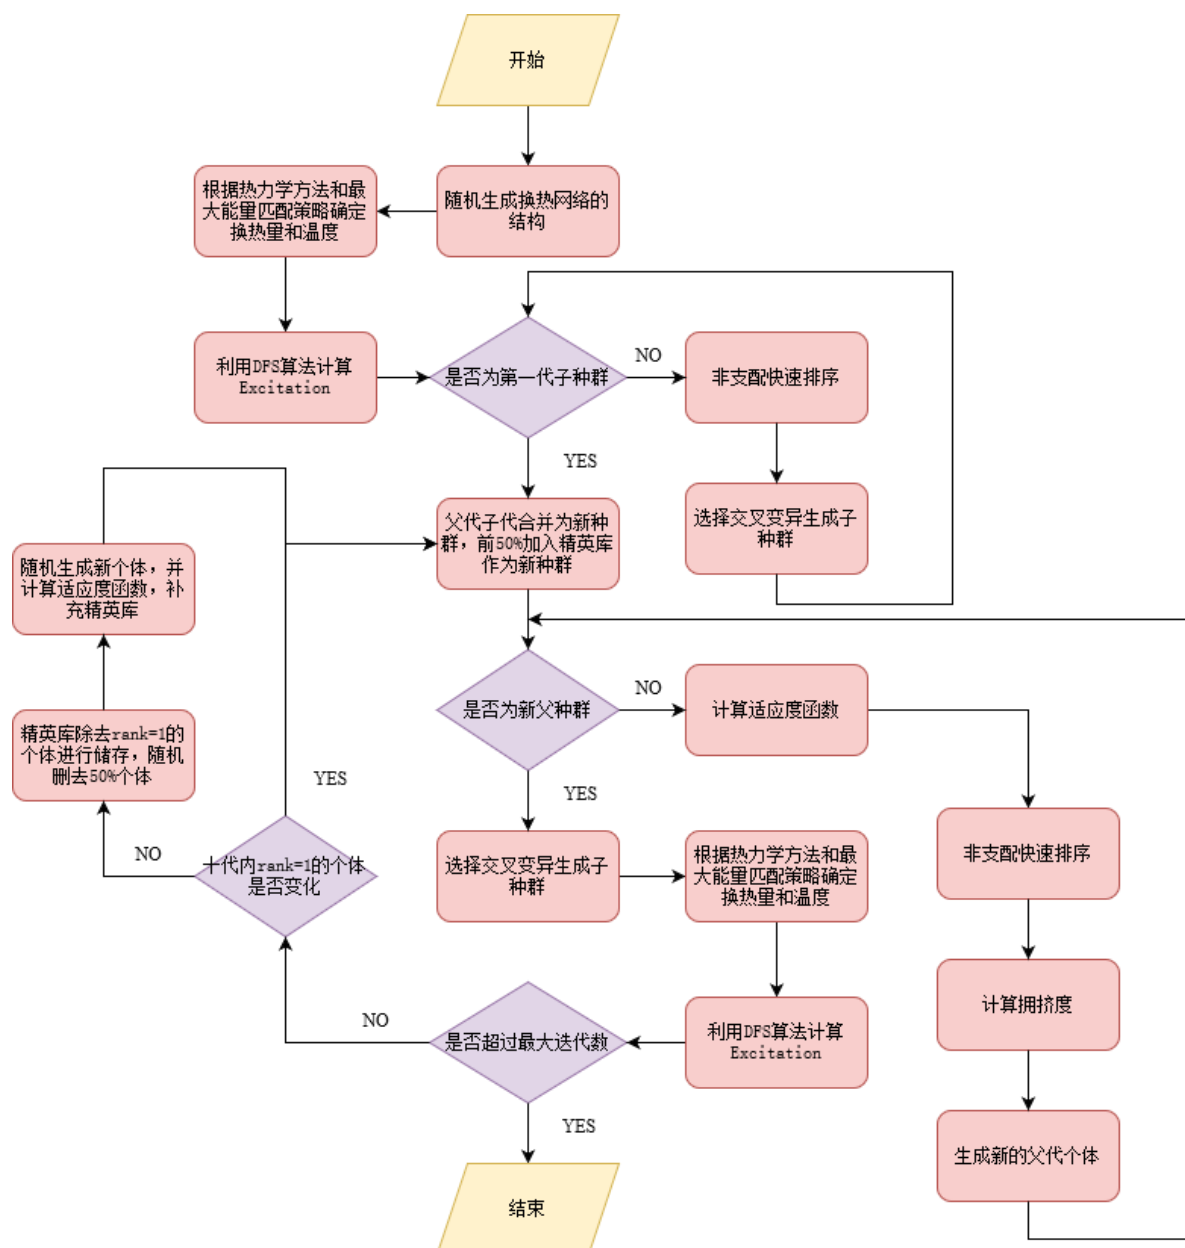 开始
随机生成换热网络的
结构
根据热力学方法和最
大能量匹配策略确定
换热量和温度
利用DFS算法计算
Excitation
是否为第一代子种群
NO
非支配快速排序
YES
选择交叉变异生成子
种群
父代子代合并为新种
群，前50%加入精英库
作为新种群
随机生成新个体，并
计算适应度函数，补
充精英库
是否为新父种群
NO
计算适应度函数
精英库除去rank=1的
个体进行储存，随机
删去50%个体
YES
YES
NO
十代内rank=1的个体
是否变化
选择交叉变异生成子
种群
根据热力学方法和最
大能量匹配策略确定
换热量和温度
非支配快速排序
计算拥挤度
NO
是否超过最大迭代数
利用DFS算法计算
Excitation
YES
生成新的父代个体
结束